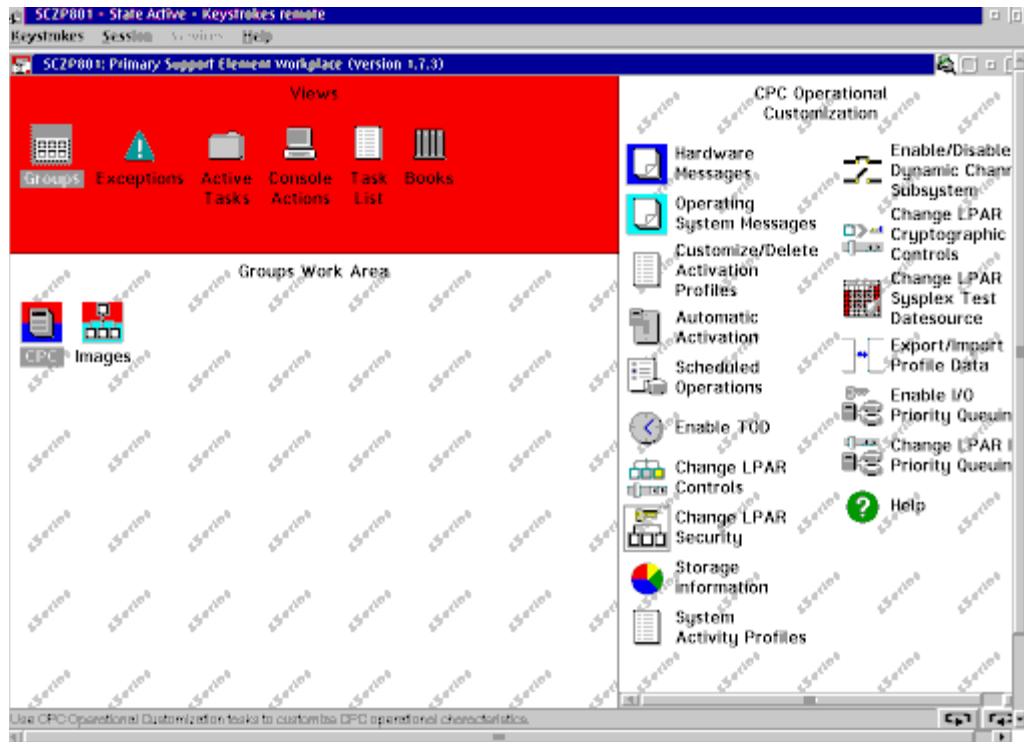 SCZP801 - State Active - Keystrokes remote
Keystrokes Session Services Help
SCZP801: Primary Support Element Workplace (Version 1.7.3)
Views
Groups Exceptions Active Tasks Console Actions Task List Books
Groups Work Area
CPC Images
CPC Operational
Customization
Hardware
Messages
Operating
System Messages
Customize/Delete
Activation
Profiles
Automatic
Activation
Scheduled
Operations
Enable TOD
Change LPAR
Controls
Change LPAR
Security
Storage
information
System
Activity Profiles
Enable/Disable
Dynamic Chann
Subsystem
Change LPAR
Cryptographic
Controls
Change LPAR
Sysplex Test
Datesource
Export/Import
Profile Data
Enable I/O
Priority Queuin
Change LPAR I
Priority Queuin
Help
zSeries
Use CPC Operational Customization tasks to customize CPC operational characteristics.